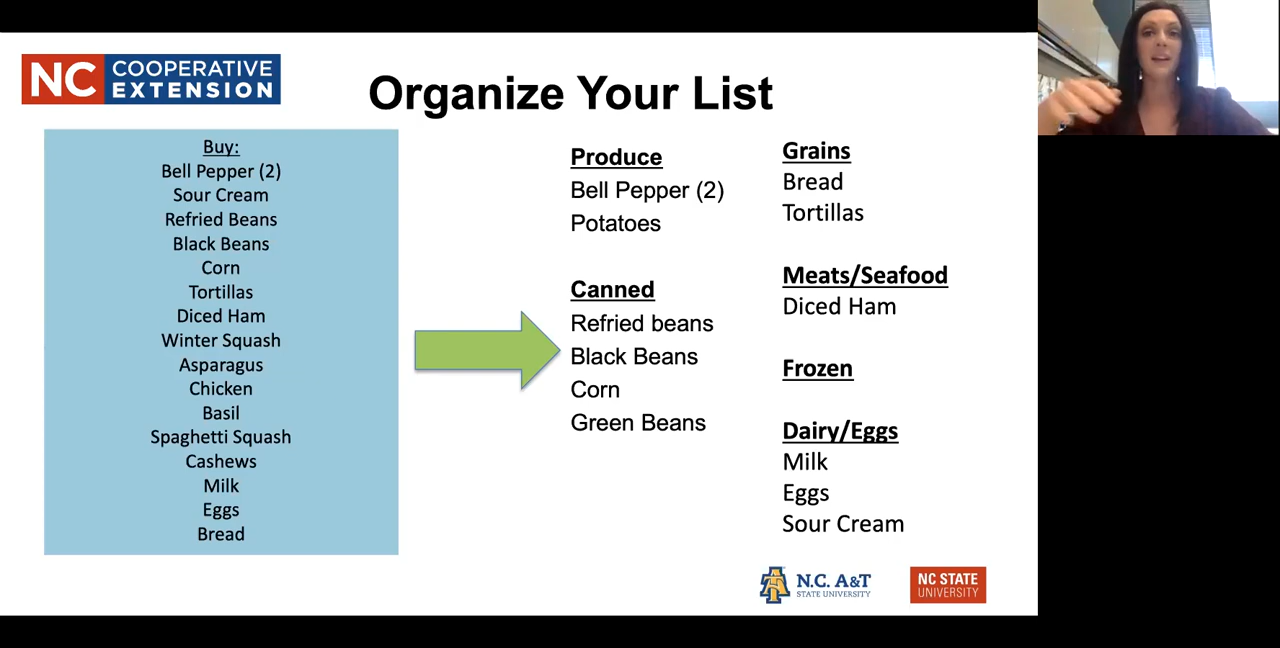 NC COOPERATIVE
EXTENSION
Organize Your List
Buy:
Bell Pepper (2)
Sour Cream
Refried Beans
Black Beans
Corn
Tortillas
Diced Ham
Winter Squash
Asparagus
Chicken
Basil
Spaghetti Squash
Cashews
Milk
Eggs
Bread
Produce
Bell Pepper (2)
Potatoes
Canned
Refried beans
Black Beans
Corn
Green Beans
Grains
Bread
Tortillas
Meats/Seafood
Diced Ham
Frozen
Dairy/Eggs
Milk
Eggs
Sour Cream
N.C. A&T
STATE UNIVERSITY
NC STATE
UNIVERSITY